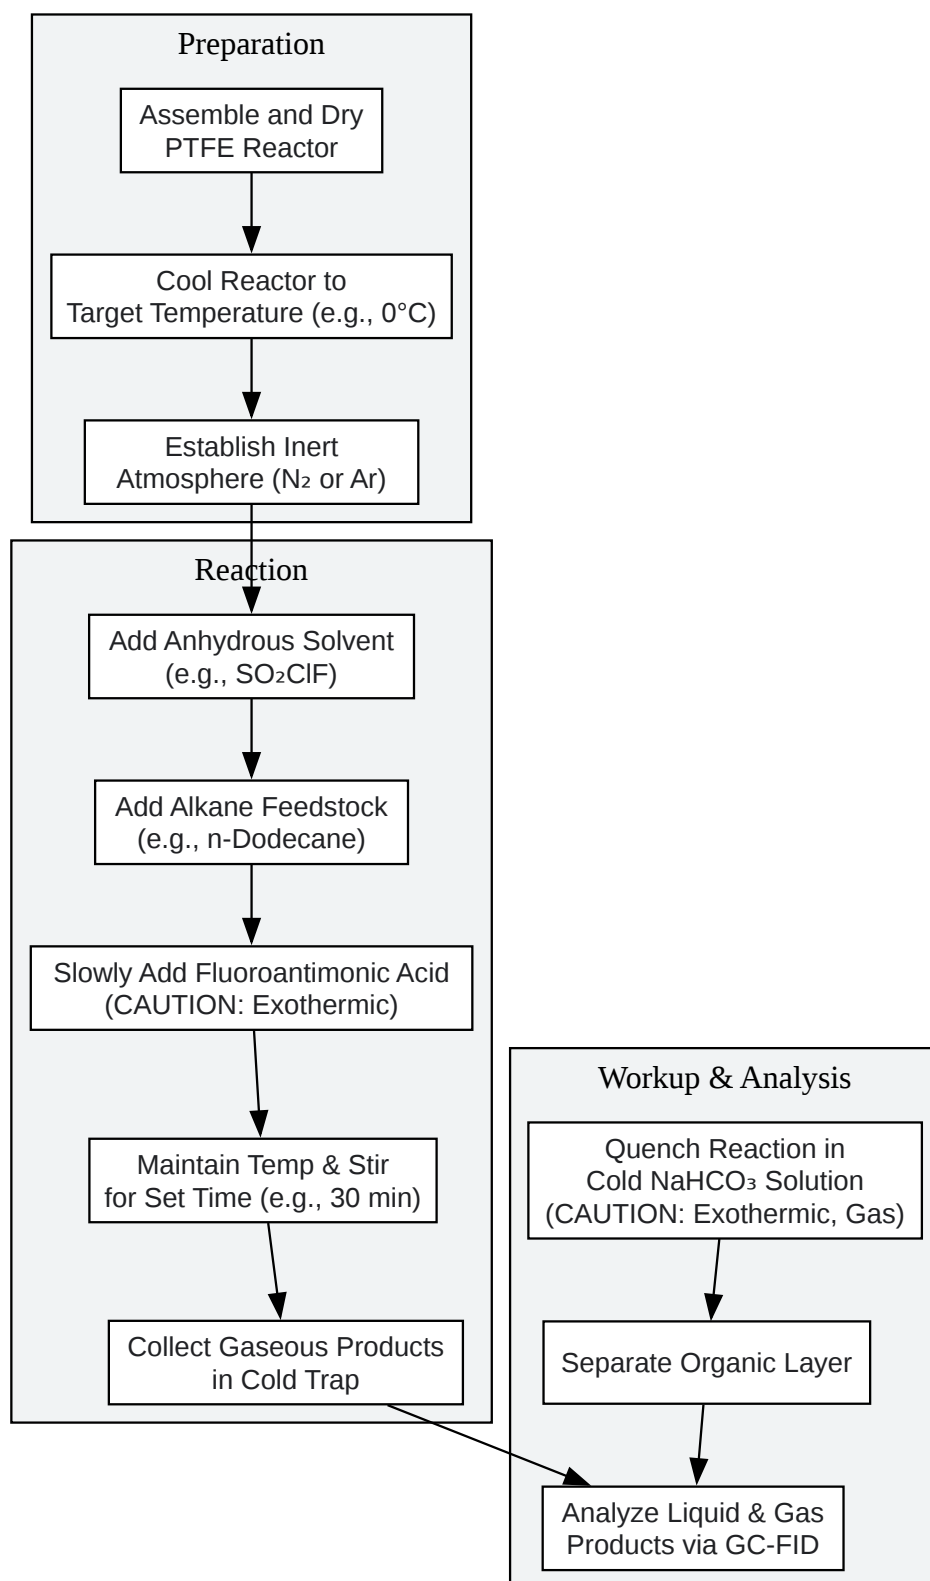 Preparation
Assemble and Dry
PTFE Reactor
Cool Reactor to
Target Temperature (e.g., 0°C)
Establish Inert
Atmosphere (N₂ or Ar)
Reaction
Add Anhydrous Solvent
(e.g., SO₂ClF)
Add Alkane Feedstock
(e.g., n-Dodecane)
Slowly Add Fluoroantimonic Acid
(CAUTION: Exothermic)
Maintain Temp & Stir
for Set Time (e.g., 30 min)
Collect Gaseous Products
in Cold Trap
Workup & Analysis
Quench Reaction in
Cold NaHCO₃ Solution
(CAUTION: Exothermic, Gas)
Separate Organic Layer
Analyze Liquid & Gas
Products via GC-FID